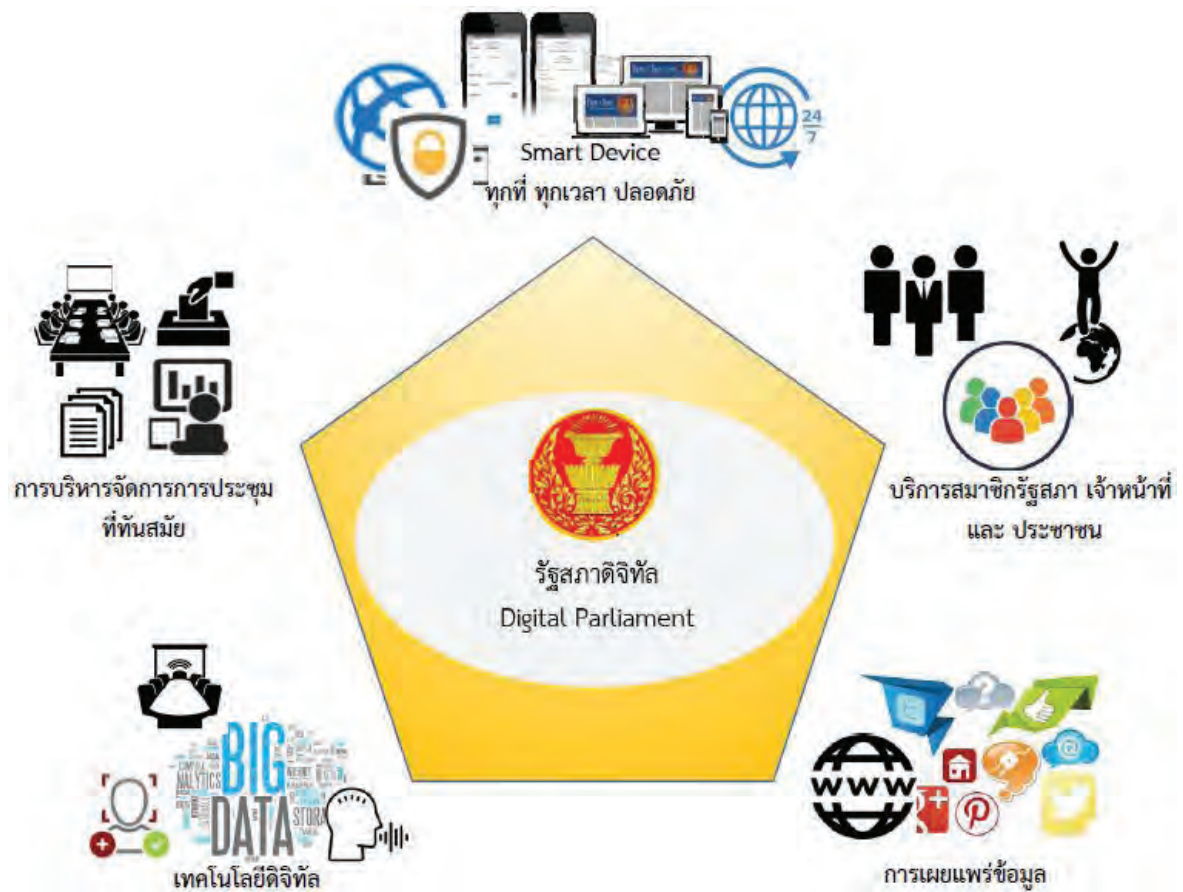 24
7
Smart Device
ทุกที่ ทุกเวลา ปลอดภัย
การบริหารจัดการการประชุม
ที่ทันสมัย
บริการสมาชิกรัฐสภา เจ้าหน้าที่
และ ประชาชน
รัฐสภาดิจิทัล
Digital Parliament
BIG
DATA
ANALYTICS
STORA
www
เทคโนโลยีดิจิทัล
การเผยแพร่ข้อมูล